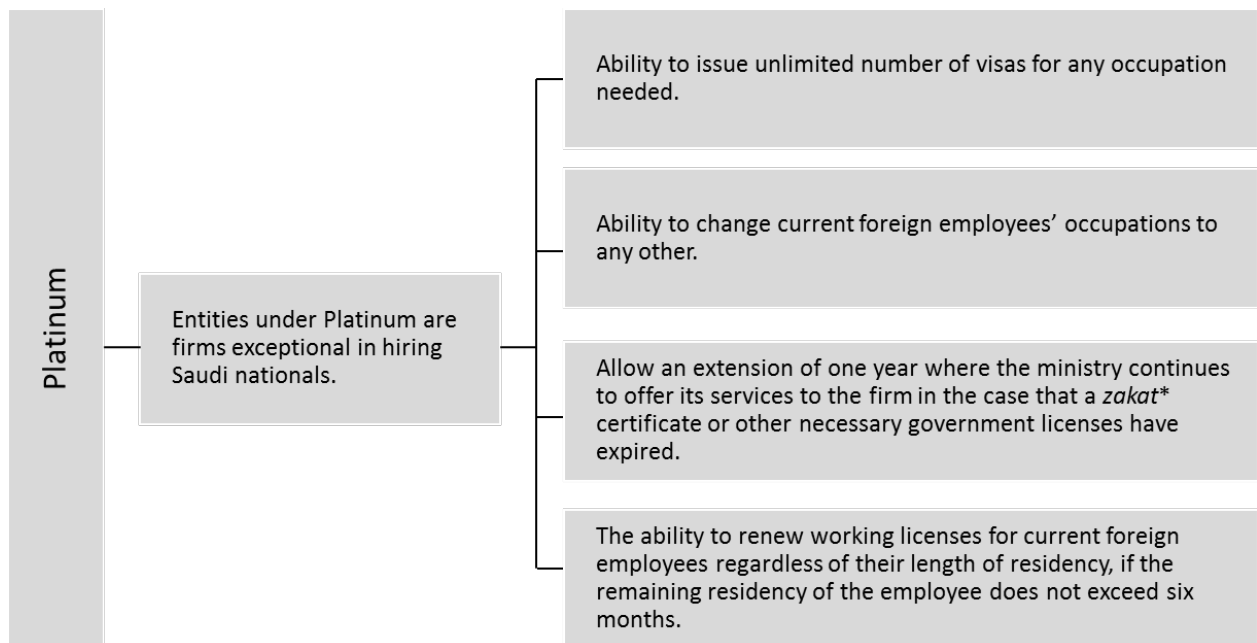 Platinum
Entities under Platinum are
firms exceptional in hiring
Saudi nationals.
Ability to issue unlimited number of visas for any occupation
needed.
Ability to change current foreign employees’ occupations to
any other.
Allow an extension of one year where the ministry continues
to offer its services to the firm in the case that a zakat*
certificate or other necessary government licenses have
expired.
The ability to renew working licenses for current foreign
employees regardless of their length of residency, if the
remaining residency of the employee does not exceed six
months.